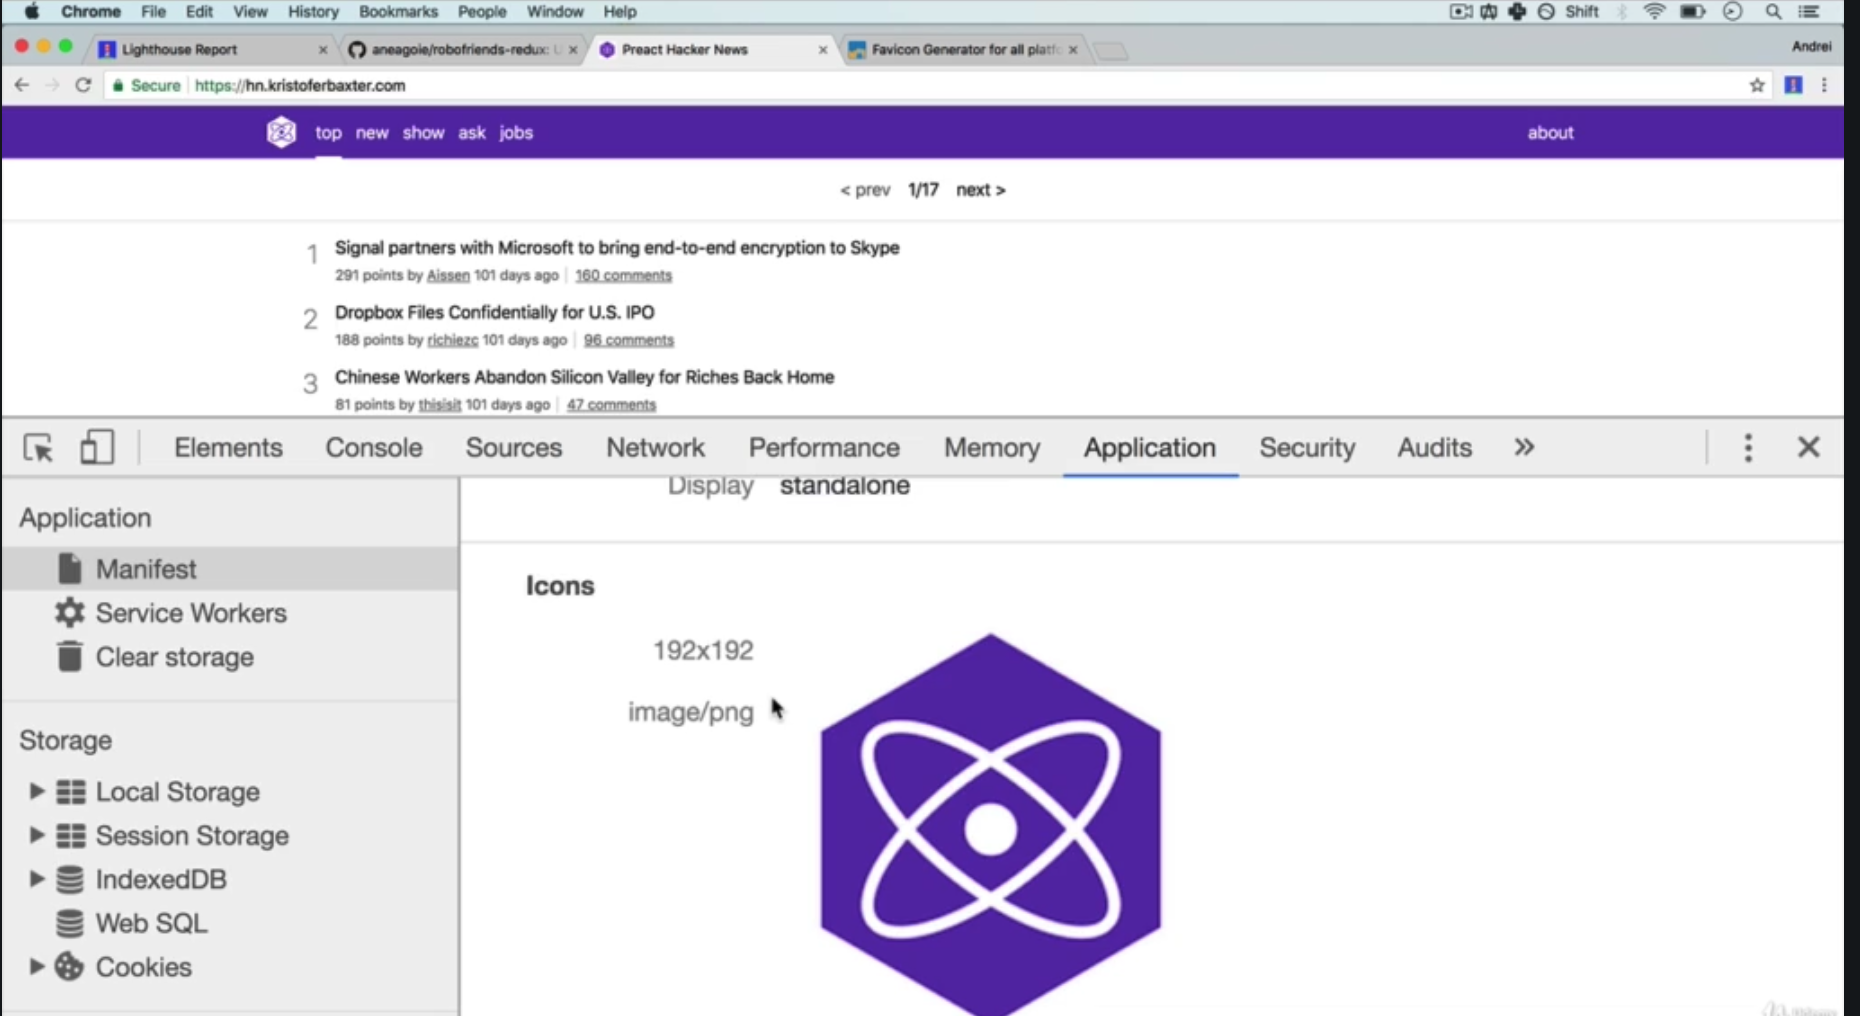 Chrome File Edit View History Bookmarks People Window Help Shift
Lighthouse Report aneagoie/robofriends-redux: Preact Hacker News Favicon Generator for all platfo Andrei
Secure https://hn.kristoferbaxter.com
top new show ask jobs about
< prev 1/17 next >
1 Signal partners with Microsoft to bring end-to-end encryption to Skype
291 points by Aissen 101 days ago | 160 comments
2 Dropbox Files Confidentially for U.S. IPO
188 points by richiezc 101 days ago | 96 comments
3 Chinese Workers Abandon Silicon Valley for Riches Back Home
81 points by thisisit 101 days ago | 47 comments
Elements Console Sources Network Performance Memory Application Security Audits »
Display standalone
Application
Manifest
Service Workers
Clear storage
Storage
Local Storage
Session Storage
IndexedDB
Web SQL
Cookies
Icons
192x192
image/png